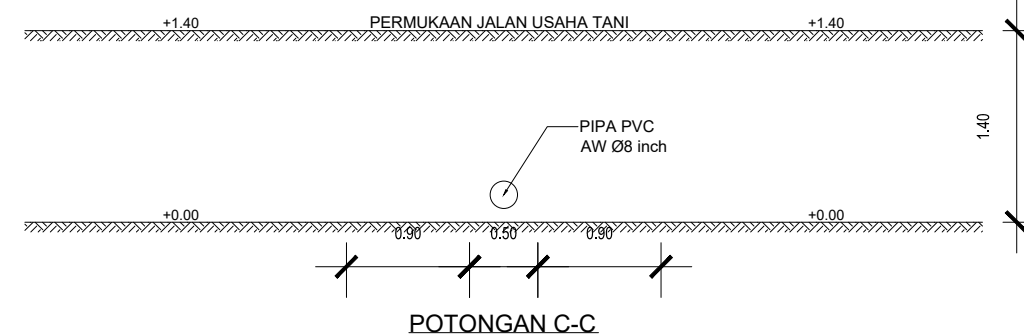 +1.40 PERMUKAAN JALAN USAHA TANI +1.40
1.40
PIPA PVC
AW Ø8 inch
+0.00 +0.00
0.90 0.50 0.90
POTONGAN C-C